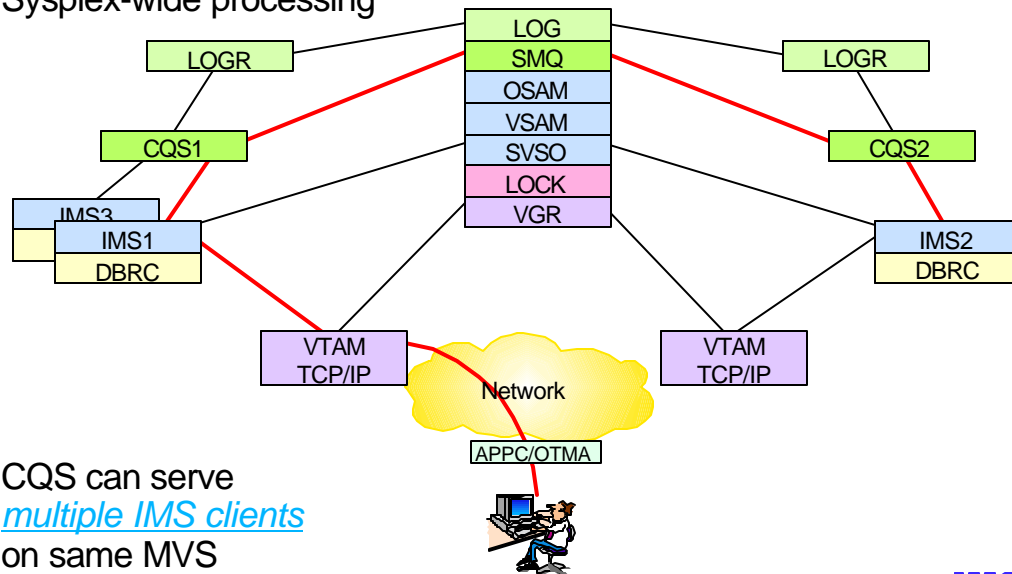 Sysplex-wide processing
LOG
SMQ
OSAM
VSAM
SVSO
LOCK
VGR
LOGR
LOGR
CQS1
CQS2
IMS3
IMS1
DBRC
IMS2
DBRC
VTAM
TCP/IP
VTAM
TCP/IP
Network
APPC/OTMA
CQS can serve
multiple IMS clients
on same MVS